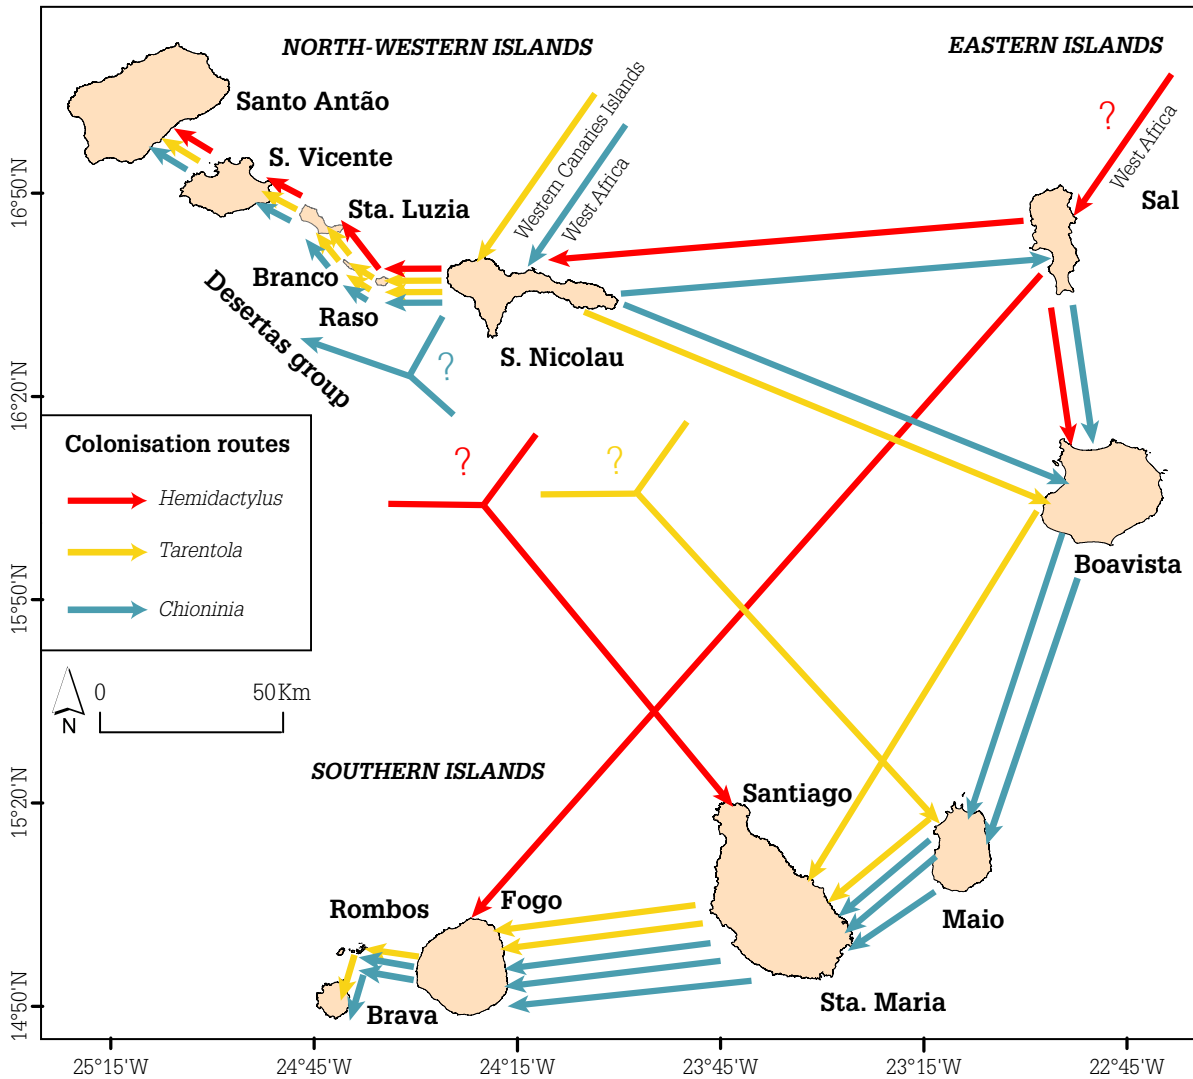 NORTH-WESTERN ISLANDS
EASTERN ISLANDS
Santo Antão
S. Vicente
Sta. Luzia
Branco
Raso
Desertas group
S. Nicolau
Western Canaries Islands
West Africa
?
West Africa
Sal
?
?
?
Boavista
Colonisation routes
Hemidactylus
Tarentola
Chioninia
0
50Km
N
SOUTHERN ISLANDS
Santiago
Maio
Sta. Maria
Fogo
Rombos
Brava
16°50'N
16°20'N
15°50'N
15°20'N
14°50'N
25°15'W
24°45'W
24°15'W
23°45'W
23°15'W
22°45'W